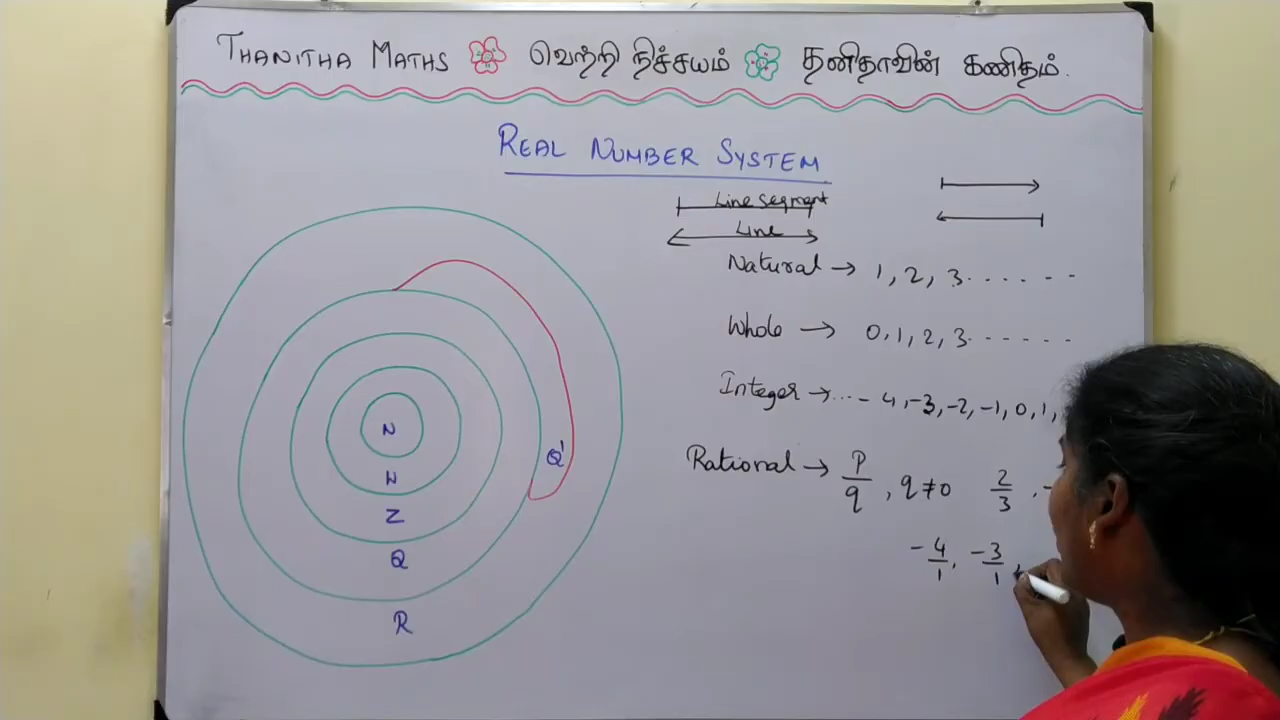 THANITHA MATHS வெற்றி நிச்சயம் தனிதாவின் கணிதம்.
REAL NUMBER SYSTEM
Line segment
Line
Natural → 1, 2, 3 . . . . . .
Whole → 0, 1, 2, 3 . . . . . .
Integer → ... -4, -3, -2, -1, 0, 1,
Rational → p/q , q ≠ 0 2/3 , -
-4/1 , -3/1 ,
N
W
Z
Q
Q'
R